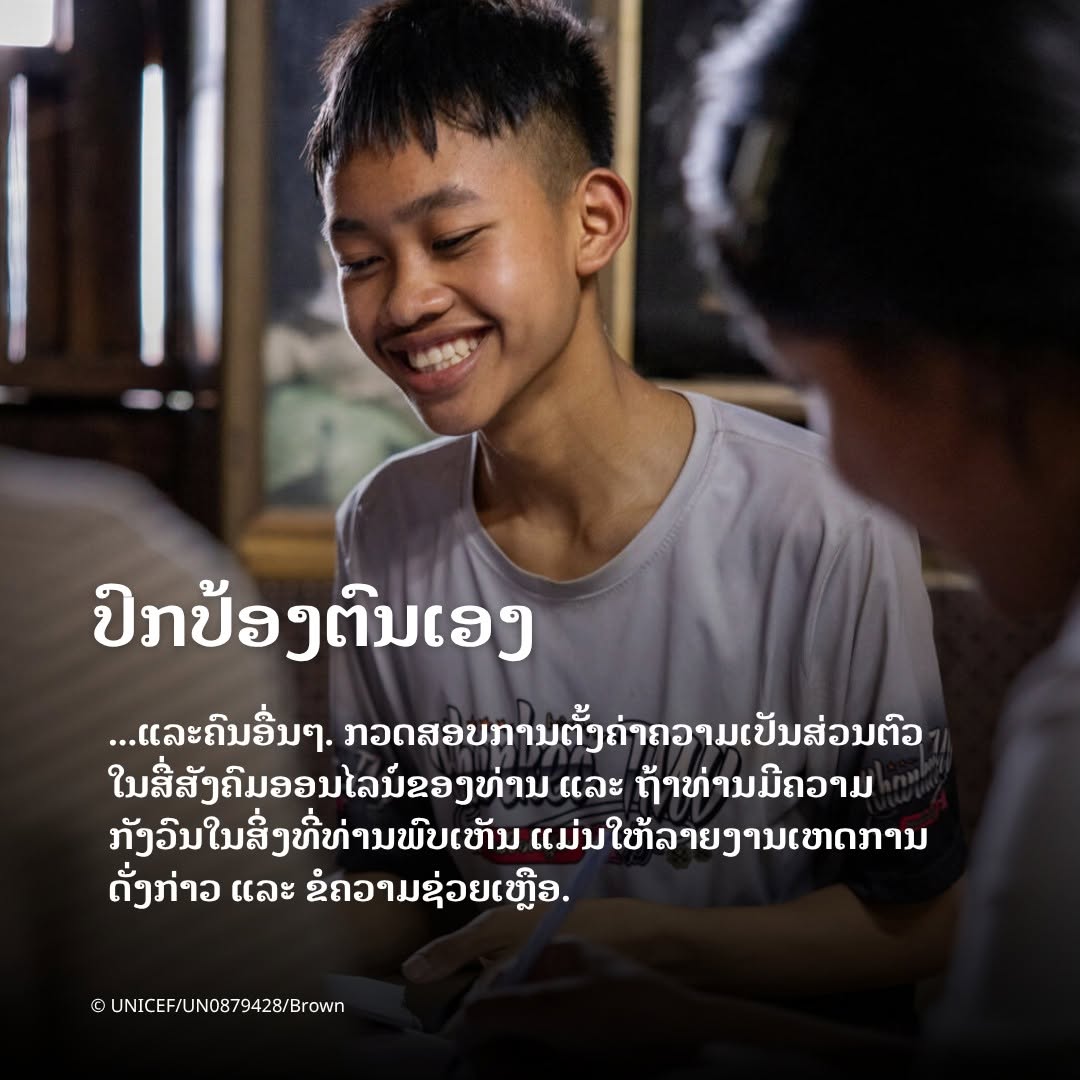 ປົກປ້ອງຕົນເອງ
...ແລະຄົນອື່ນໆ. ກວດສອບການຕັ້ງຄ່າຄວາມເປັນສ່ວນຕົວ
ໃນສື່ສັງຄົມອອນໄລນ໌ຂອງທ່ານ ແລະ ຖ້າທ່ານມີຄວາມ
ກັງວົນໃນສິ່ງທີ່ທ່ານພົບເຫັນ ແມ່ນໃຫ້ລາຍງານເຫດການ
ດັ່ງກ່າວ ແລະ ຂໍຄວາມຊ່ວຍເຫຼືອ.
© UNICEF/UN0879428/Brown